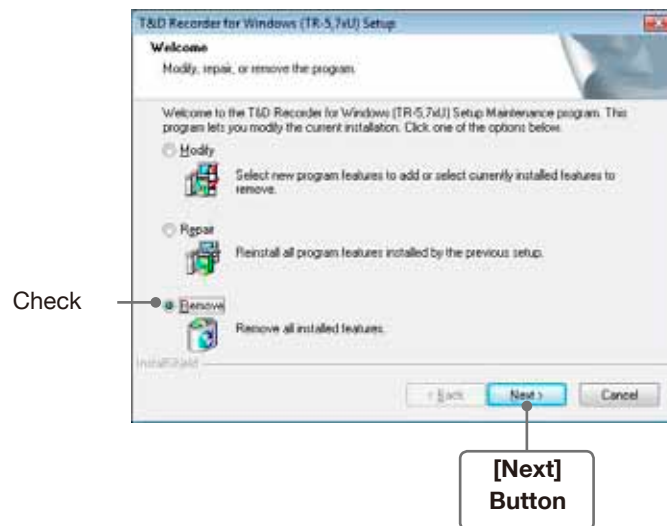 T&D Recorder for Windows (TR-5,7xU) Setup
Welcome
Modify, repair, or remove the program.
Welcome to the T&D Recorder for Windows (TR-5,7xU) Setup Maintenance program. This
program lets you modify the current installation. Click one of the options below.
Modify
Select new program features to add or select currently installed features to
remove.
Repair
Reinstall all program features installed by the previous setup.
Check
Remove
Remove all installed features.
InstallShield
< Back
Next >
Cancel
[Next]
Button